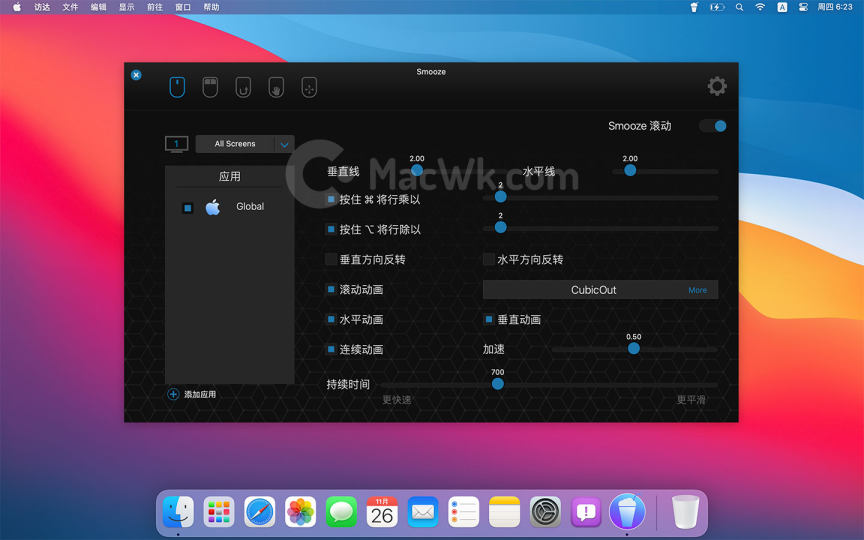 访达 文件 编辑 显示 前往 窗口 帮助 A 周四 6:23
Smooze
Smooze 滚动
1 All Screens
MacWk.com
应用
Global
添加应用
垂直线 2.00 水平线 2.00
按住 ⌘ 将行乘以 2
按住 ⌥ 将行除以 2
垂直方向反转 水平方向反转
滚动动画 CubicOut More
水平动画 垂直动画
连续动画 加速 0.50
持续时间 700
更快速 更平滑
11月
26